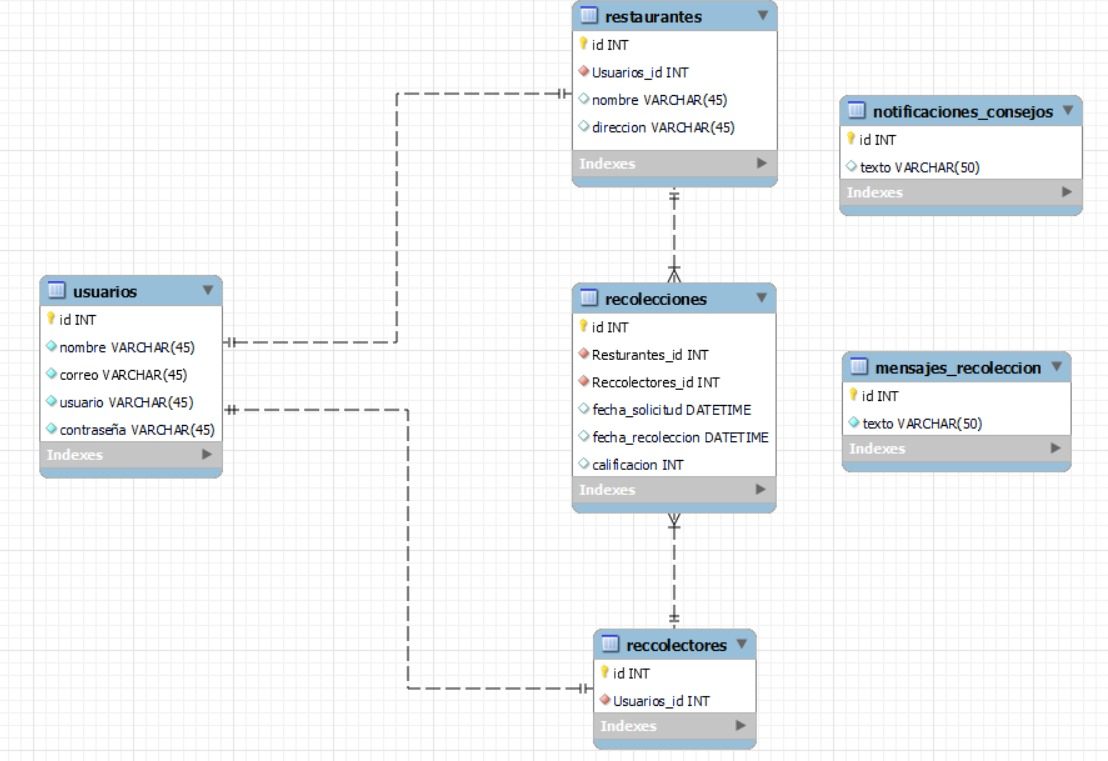 restaurantes
id INT
Usuarios_id INT
nombre VARCHAR(45)
direccion VARCHAR(45)
Indexes
notificaciones_consejos
id INT
texto VARCHAR(50)
Indexes
usuarios
id INT
nombre VARCHAR(45)
correo VARCHAR(45)
usuario VARCHAR(45)
contraseña VARCHAR(45)
Indexes
recolecciones
id INT
Resturantes_id INT
Reccolectores_id INT
fecha_solicitud DATETIME
fecha_recoleccion DATETIME
calificacion INT
Indexes
mensajes_recoleccion
id INT
texto VARCHAR(50)
Indexes
reccolectores
id INT
Usuarios_id INT
Indexes